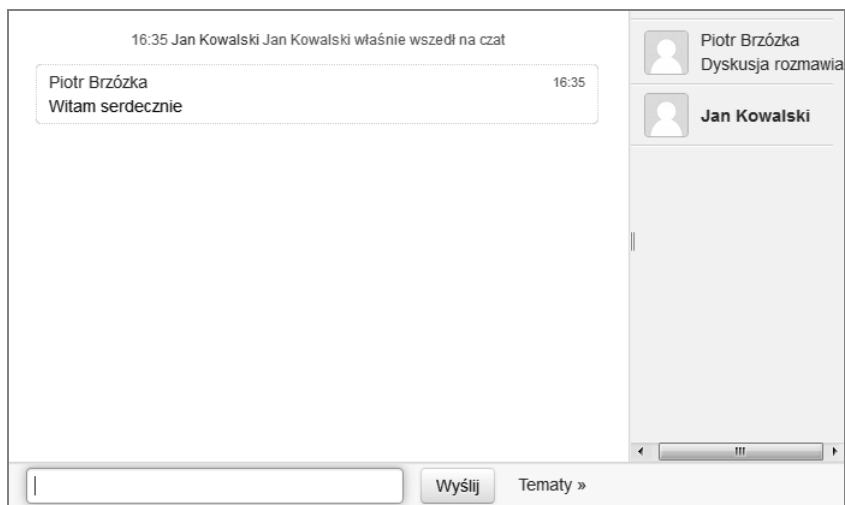 16:35 Jan Kowalski Jan Kowalski właśnie wszedł na czat
Piotr Brzózka 16:35
Witam serdecznie
Piotr Brzózka
Dyskusja rozmawia
Jan Kowalski
Wyślij Tematy »